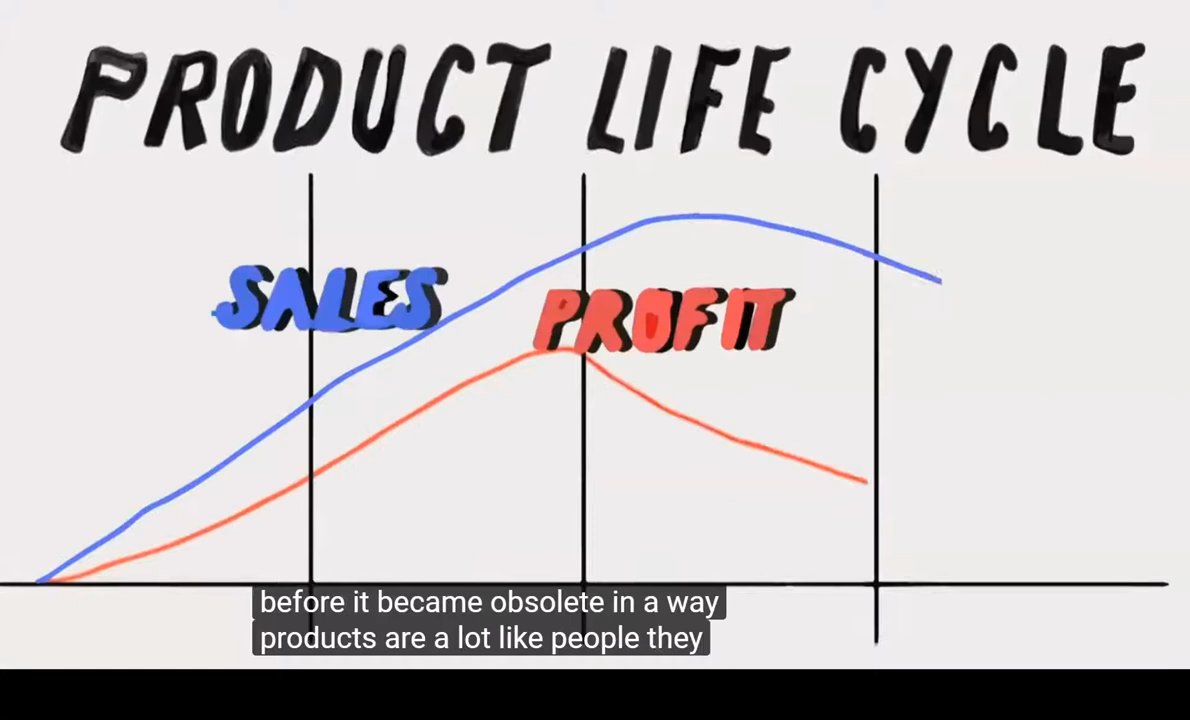 PRODUCT LIFE CYCLE
SALES
PROFIT
before it became obsolete in a way
products are a lot like people they